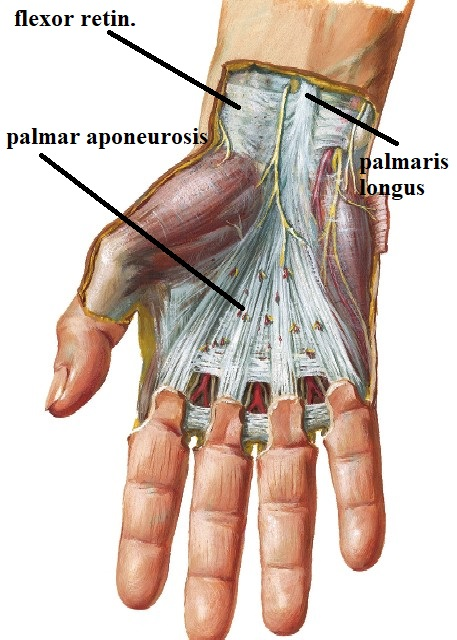 flexor retin.
palmar aponeurosis
palmaris
longus